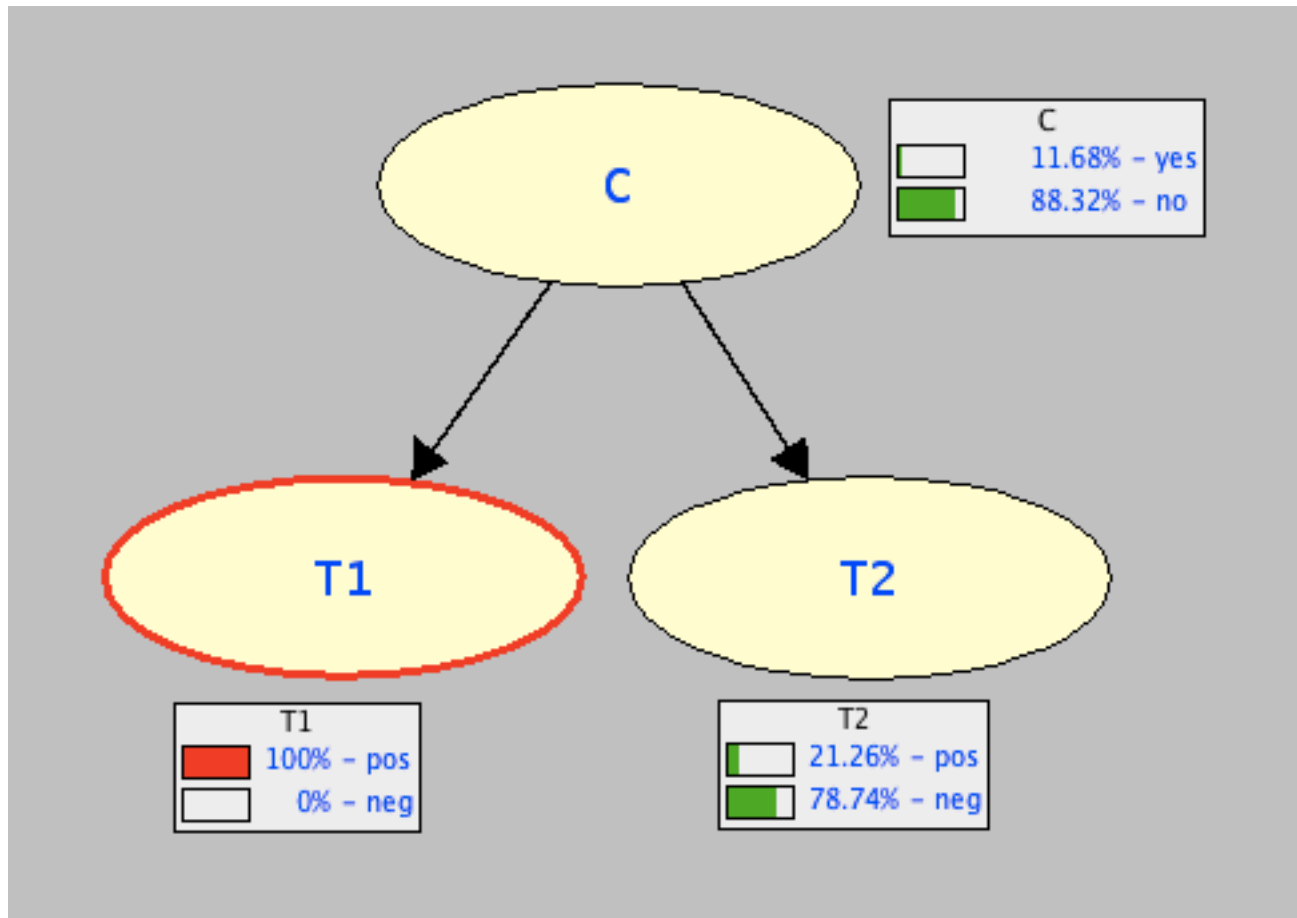 C
C
11.68% – yes
88.32% – no
T1
T2
T1
100% – pos
0% – neg
T2
21.26% – pos
78.74% – neg